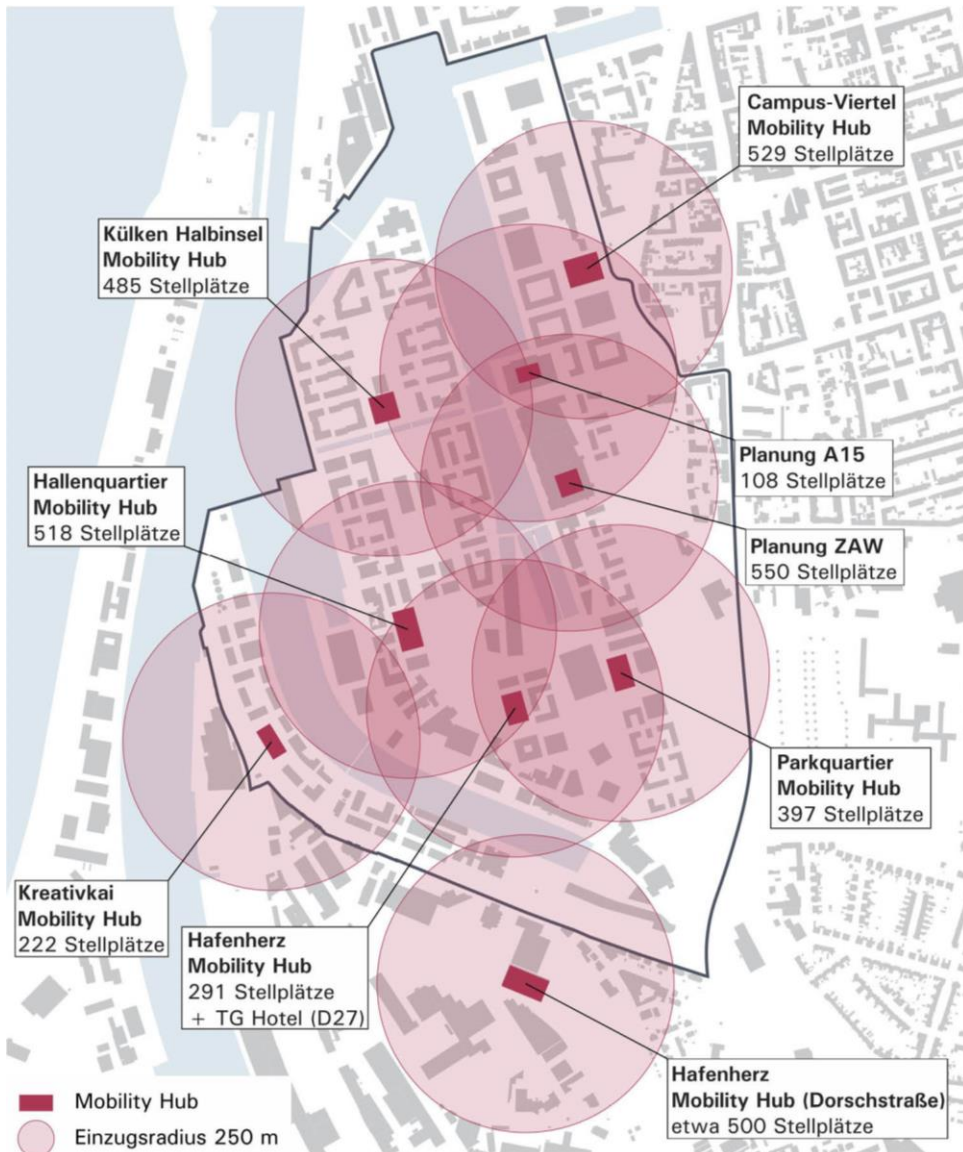 Campus-Viertel
Mobility Hub
529 Stellplätze
Külken Halbinsel
Mobility Hub
485 Stellplätze
Planung A15
108 Stellplätze
Hallenquartier
Mobility Hub
518 Stellplätze
Planung ZAW
550 Stellplätze
Parkquartier
Mobility Hub
397 Stellplätze
Kreativkai
Mobility Hub
222 Stellplätze
Hafenherz
Mobility Hub
291 Stellplätze
+ TG Hotel (D27)
Hafenherz
Mobility Hub (Dorschstraße)
etwa 500 Stellplätze
Mobility Hub
Einzugsradius 250 m